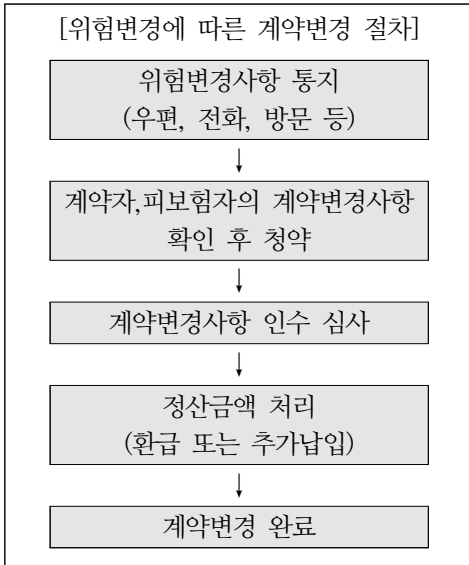 [위험변경에 따른 계약변경 절차]
위험변경사항 통지
(우편, 전화, 방문 등)
↓
계약자,피보험자의 계약변경사항
확인 후 청약
↓
계약변경사항 인수 심사
↓
정산금액 처리
(환급 또는 추가납입)
↓
계약변경 완료